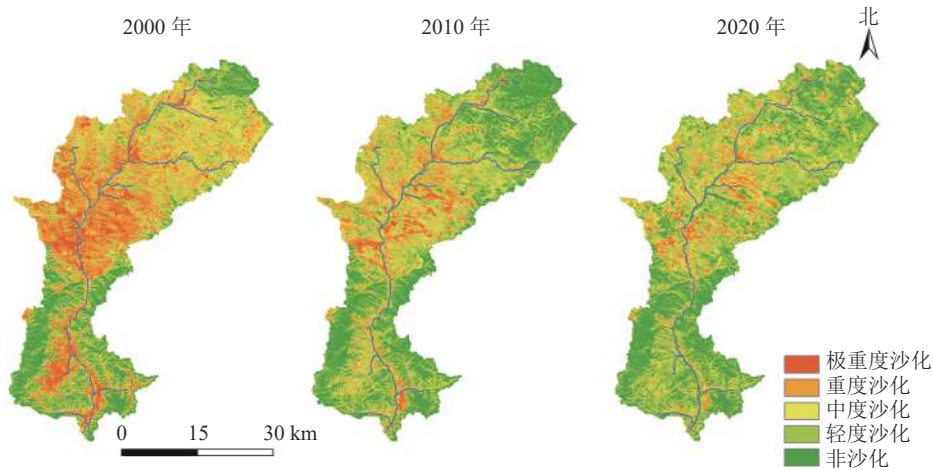 2000 年
2010 年
2020 年
北
极重度沙化
重度沙化
中度沙化
轻度沙化
非沙化
0 15 30 km